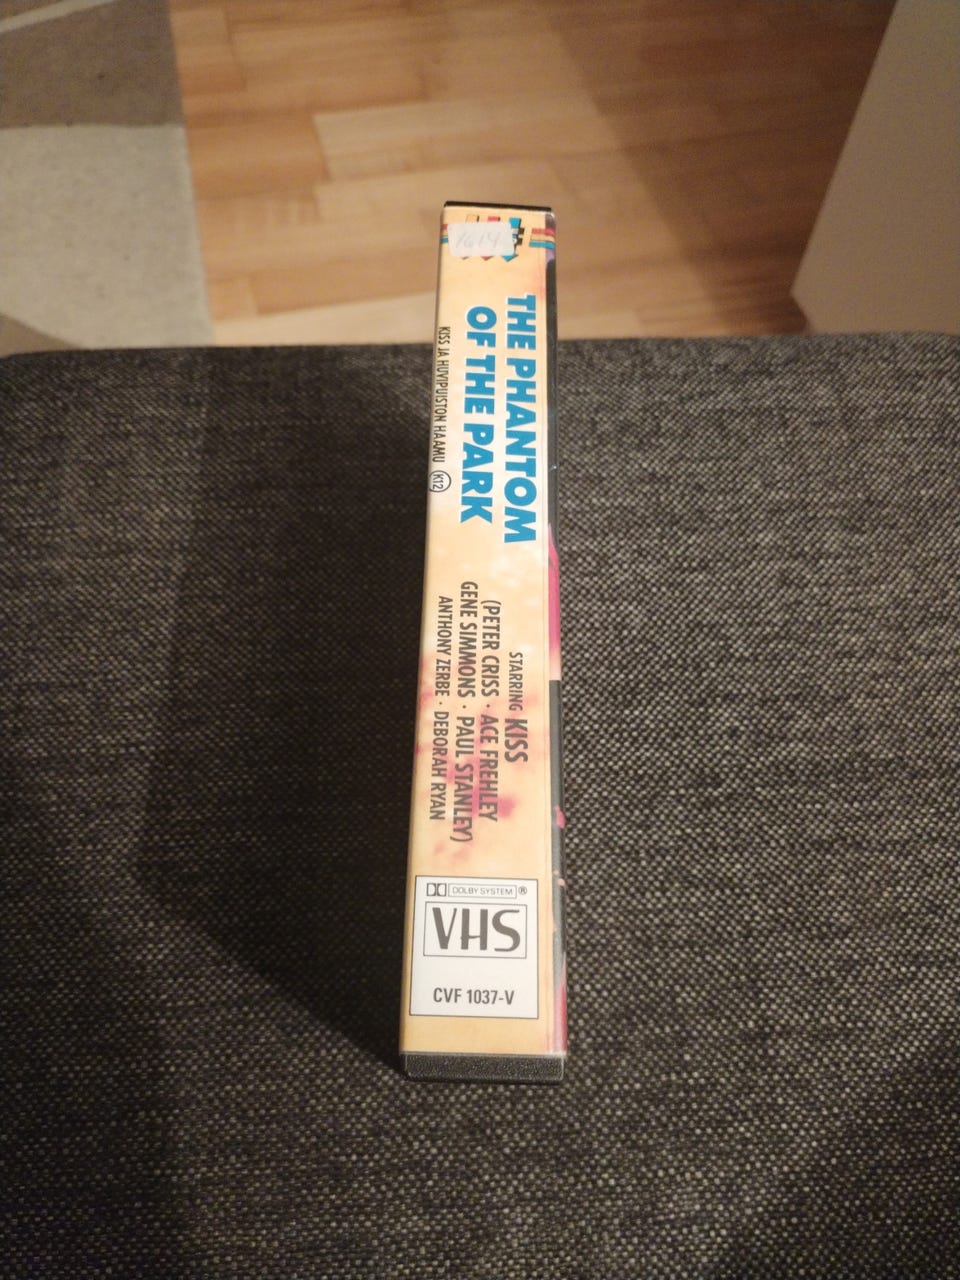 THE PHANTOM
OF THE PARK
KISS JA HUVIPUISTON HAAMU K12
STARRING KISS
(PETER CRISS · ACE FREHLEY
GENE SIMMONS · PAUL STANLEY)
ANTHONY ZERBE · DEBORAH RYAN
DOLBY SYSTEM ®
VHS
CVF 1037-V